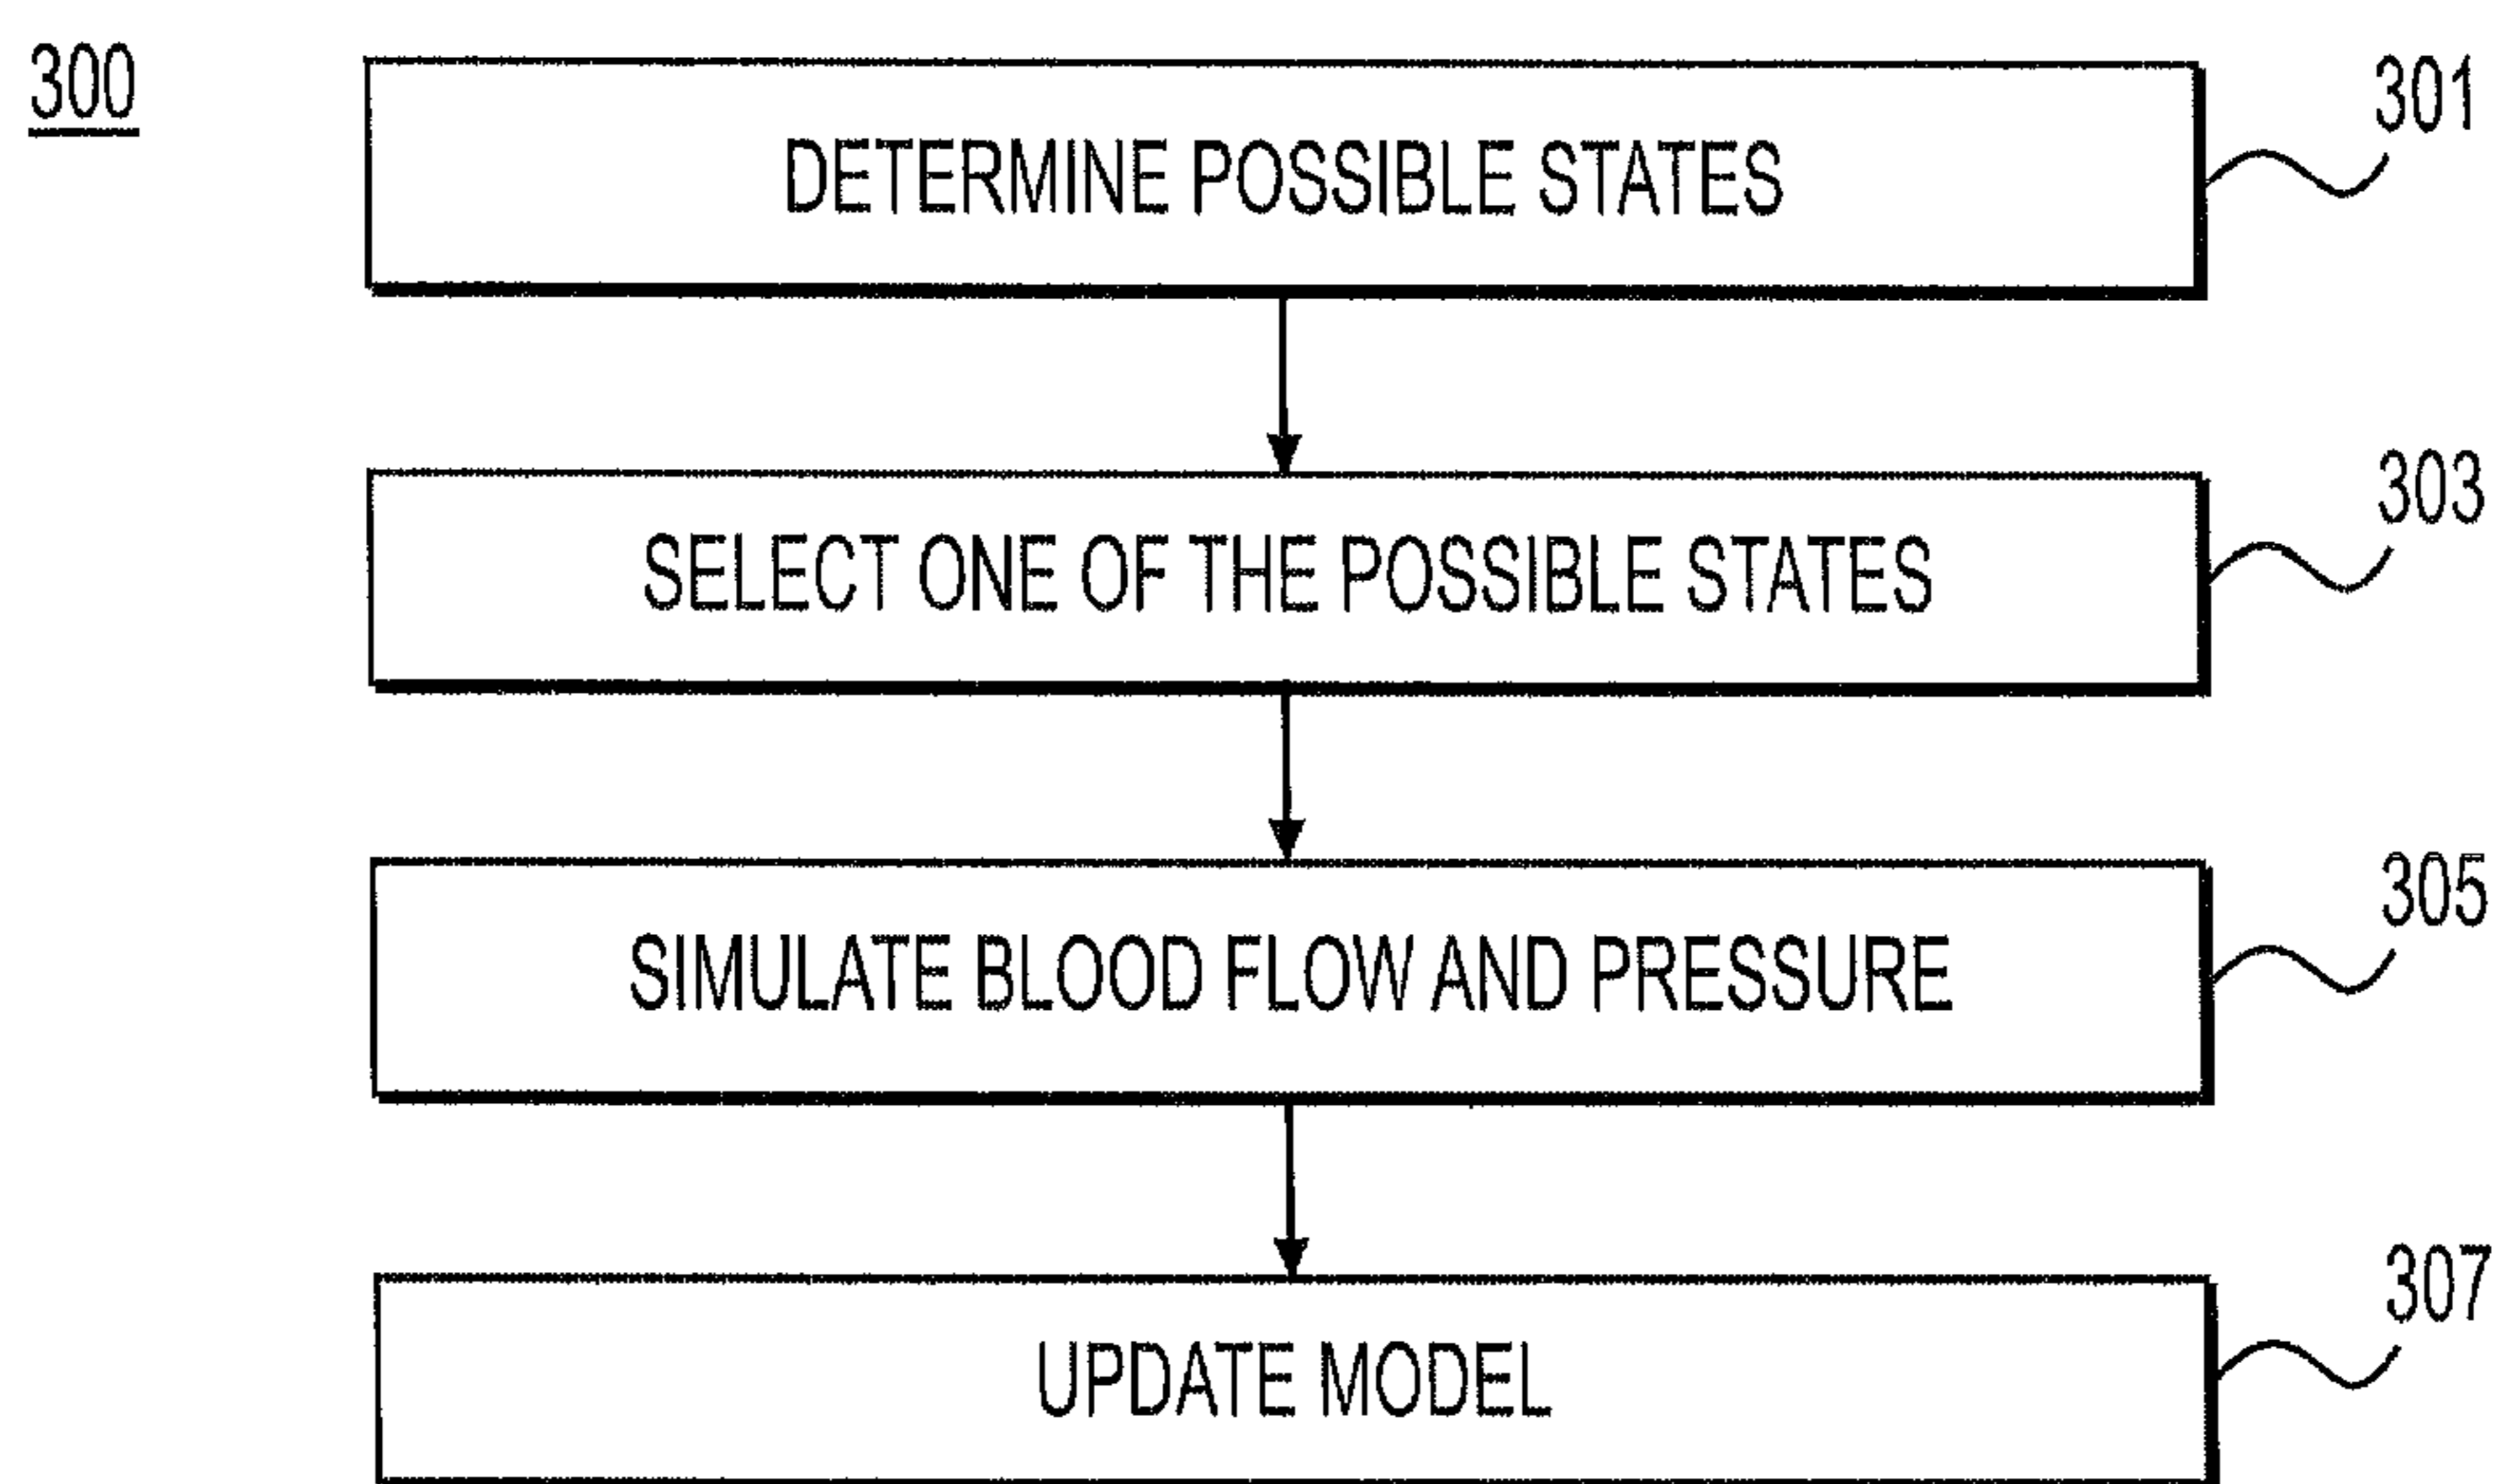 300
DETERMINE POSSIBLE STATES
301
SELECT ONE OF THE POSSIBLE STATES
303
SIMULATE BLOOD FLOW AND PRESSURE
305
UPDATE MODEL
307